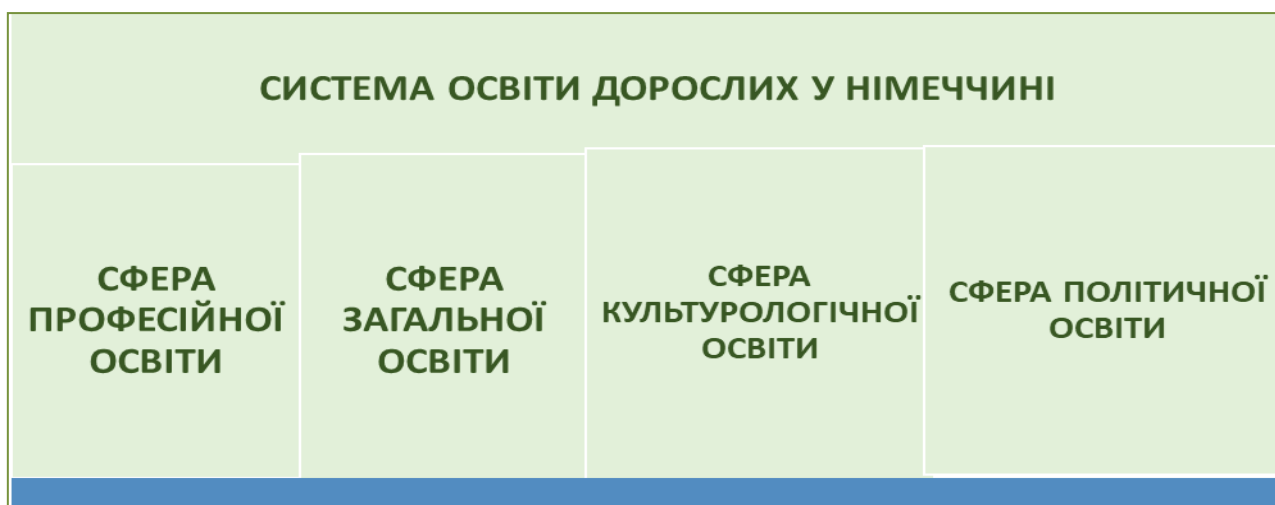 СИСТЕМА ОСВІТИ ДОРОСЛИХ У НІМЕЧЧИНІ
СФЕРА
ПРОФЕСІЙНОЇ
ОСВІТИ
СФЕРА
ЗАГАЛЬНОЇ
ОСВІТИ
СФЕРА
КУЛЬТУРОЛОГІЧНОЇ
ОСВІТИ
СФЕРА ПОЛІТИЧНОЇ
ОСВІТИ